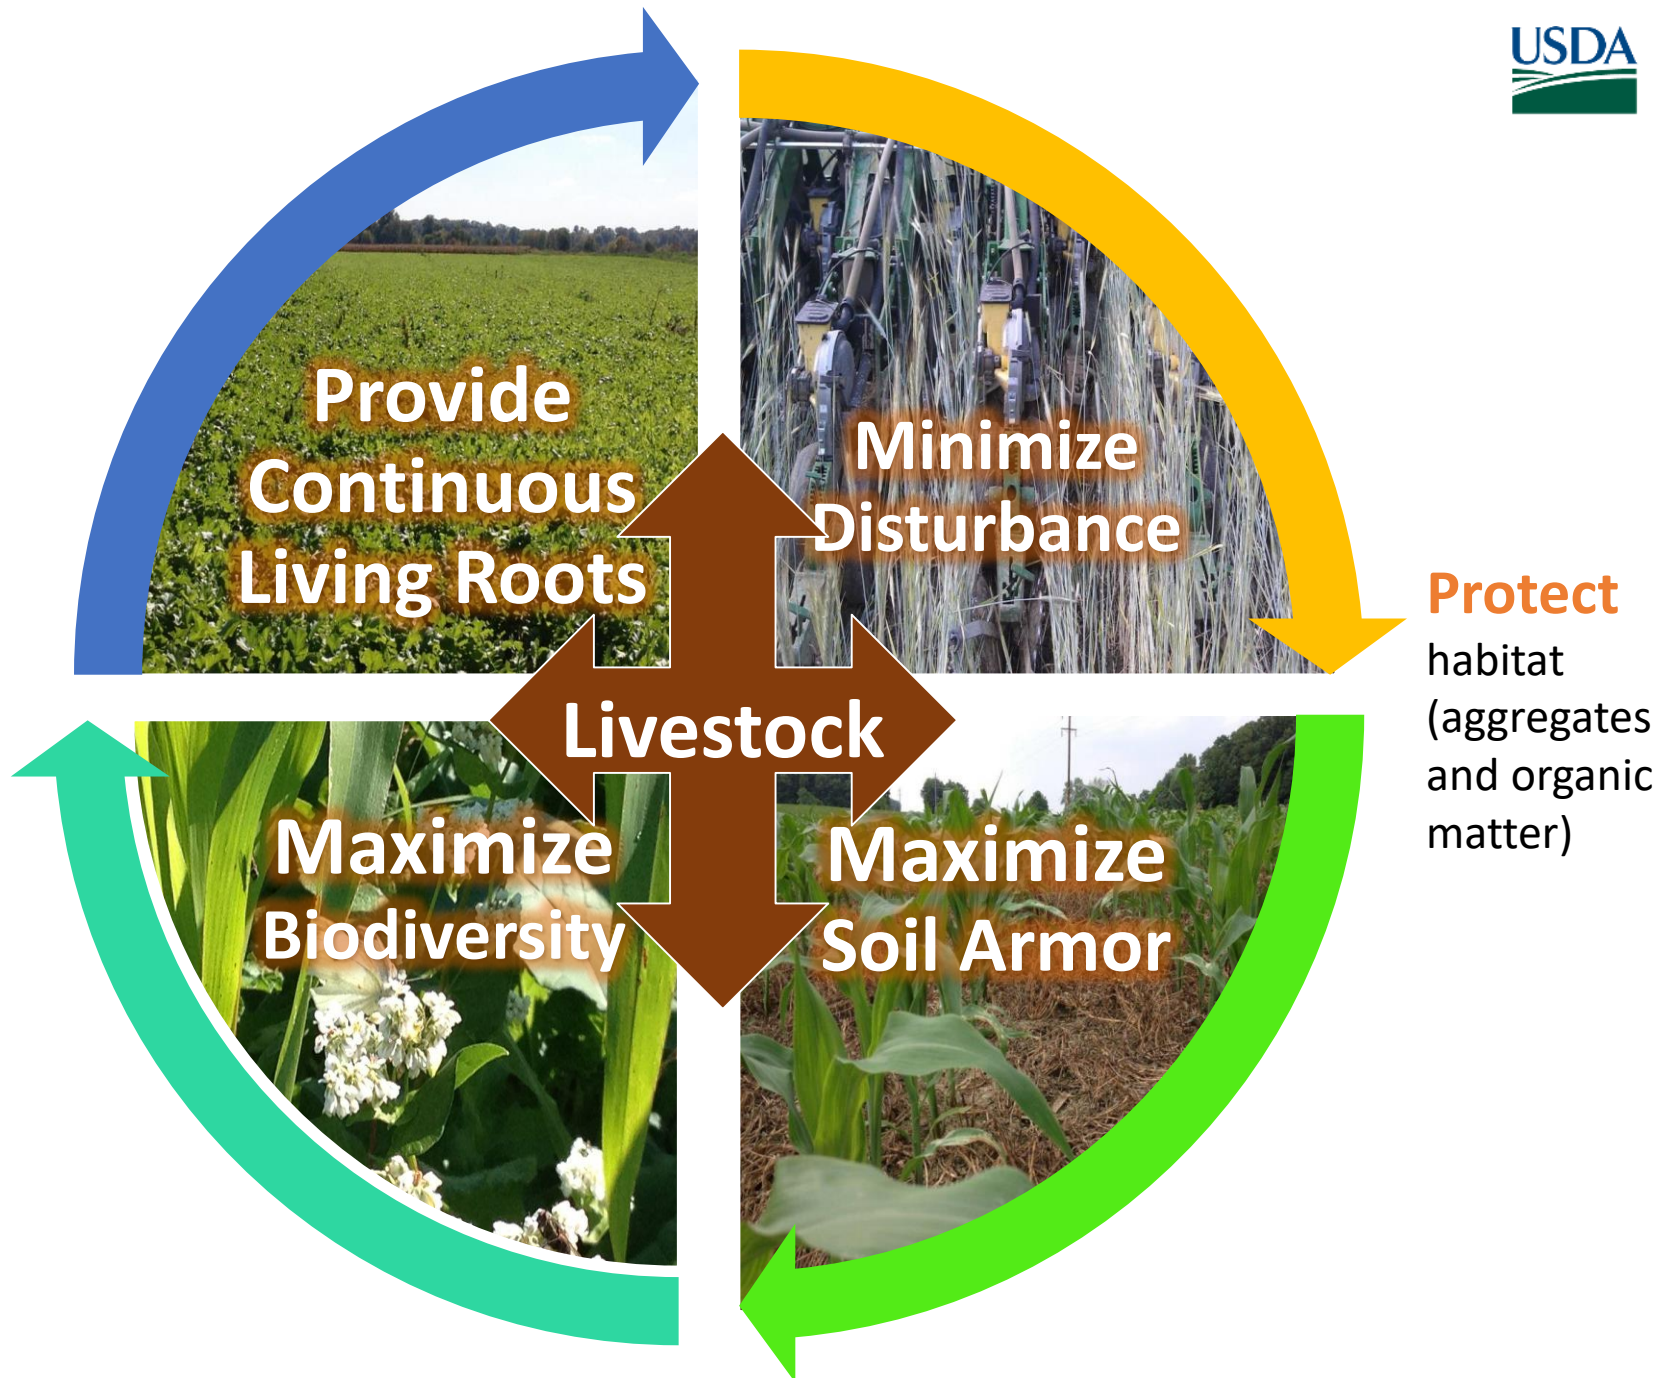 USDA
Provide
Continuous
Living Roots
Minimize
Disturbance
Protect
habitat
(aggregates
and organic
matter)
Livestock
Maximize
Biodiversity
Maximize
Soil Armor